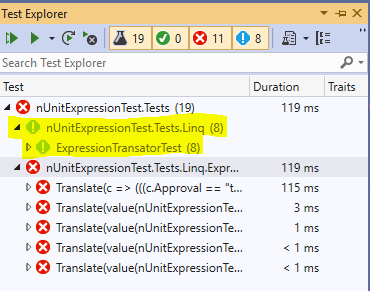 Test Explorer
19 0 11 8
Search Test Explorer
Test Duration Traits
nUnitExpressionTest.Tests (19) 119 ms
nUnitExpressionTest.Tests.Linq (8)
ExpressionTransatorTest (8)
nUnitExpressionTest.Tests.Linq.Expr... 119 ms
Translate(c => (((c.Approval == "t... 115 ms
Translate(value(nUnitExpressionTe... 3 ms
Translate(value(nUnitExpressionTe... 1 ms
Translate(value(nUnitExpressionTe... < 1 ms
Translate(value(nUnitExpressionTe... < 1 ms